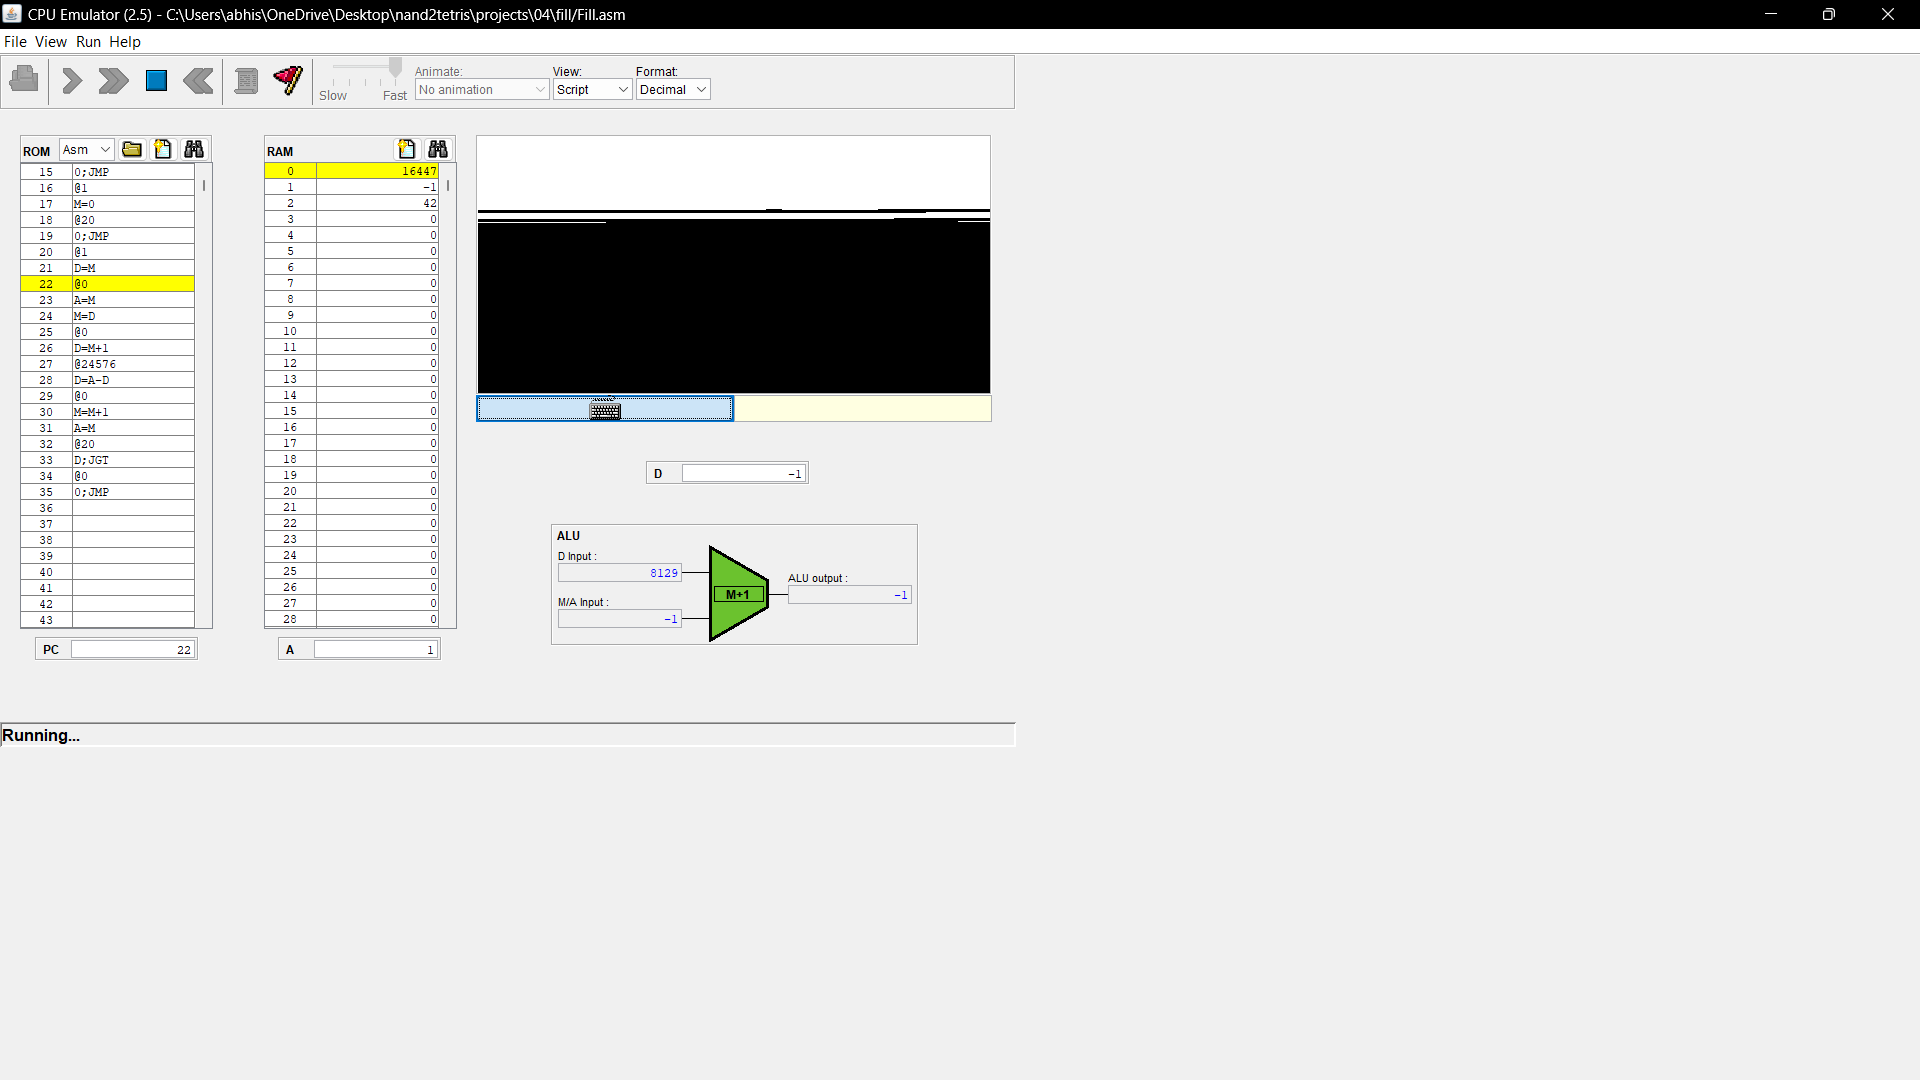 CPU Emulator (2.5) - C:\Users\abhis\OneDrive\Desktop\nand2tetris\projects\04\fill/Fill.asm
File View Run Help
Slow Fast
Animate:
No animation
View:
Script
Format:
Decimal
ROM Asm
15 0;JMP
16 @1
17 M=0
18 @20
19 0;JMP
20 @1
21 D=M
22 @0
23 A=M
24 M=D
25 @0
26 D=M+1
27 @24576
28 D=A-D
29 @0
30 M=M+1
31 A=M
32 @20
33 D;JGT
34 @0
35 0;JMP
36
37
38
39
40
41
42
43
PC 22
RAM
0 16447
1 -1
2 42
3 0
4 0
5 0
6 0
7 0
8 0
9 0
10 0
11 0
12 0
13 0
14 0
15 0
16 0
17 0
18 0
19 0
20 0
21 0
22 0
23 0
24 0
25 0
26 0
27 0
28 0
A 1
D -1
ALU
D Input :
8129
M/A Input :
-1
M+1
ALU output :
-1
Running...